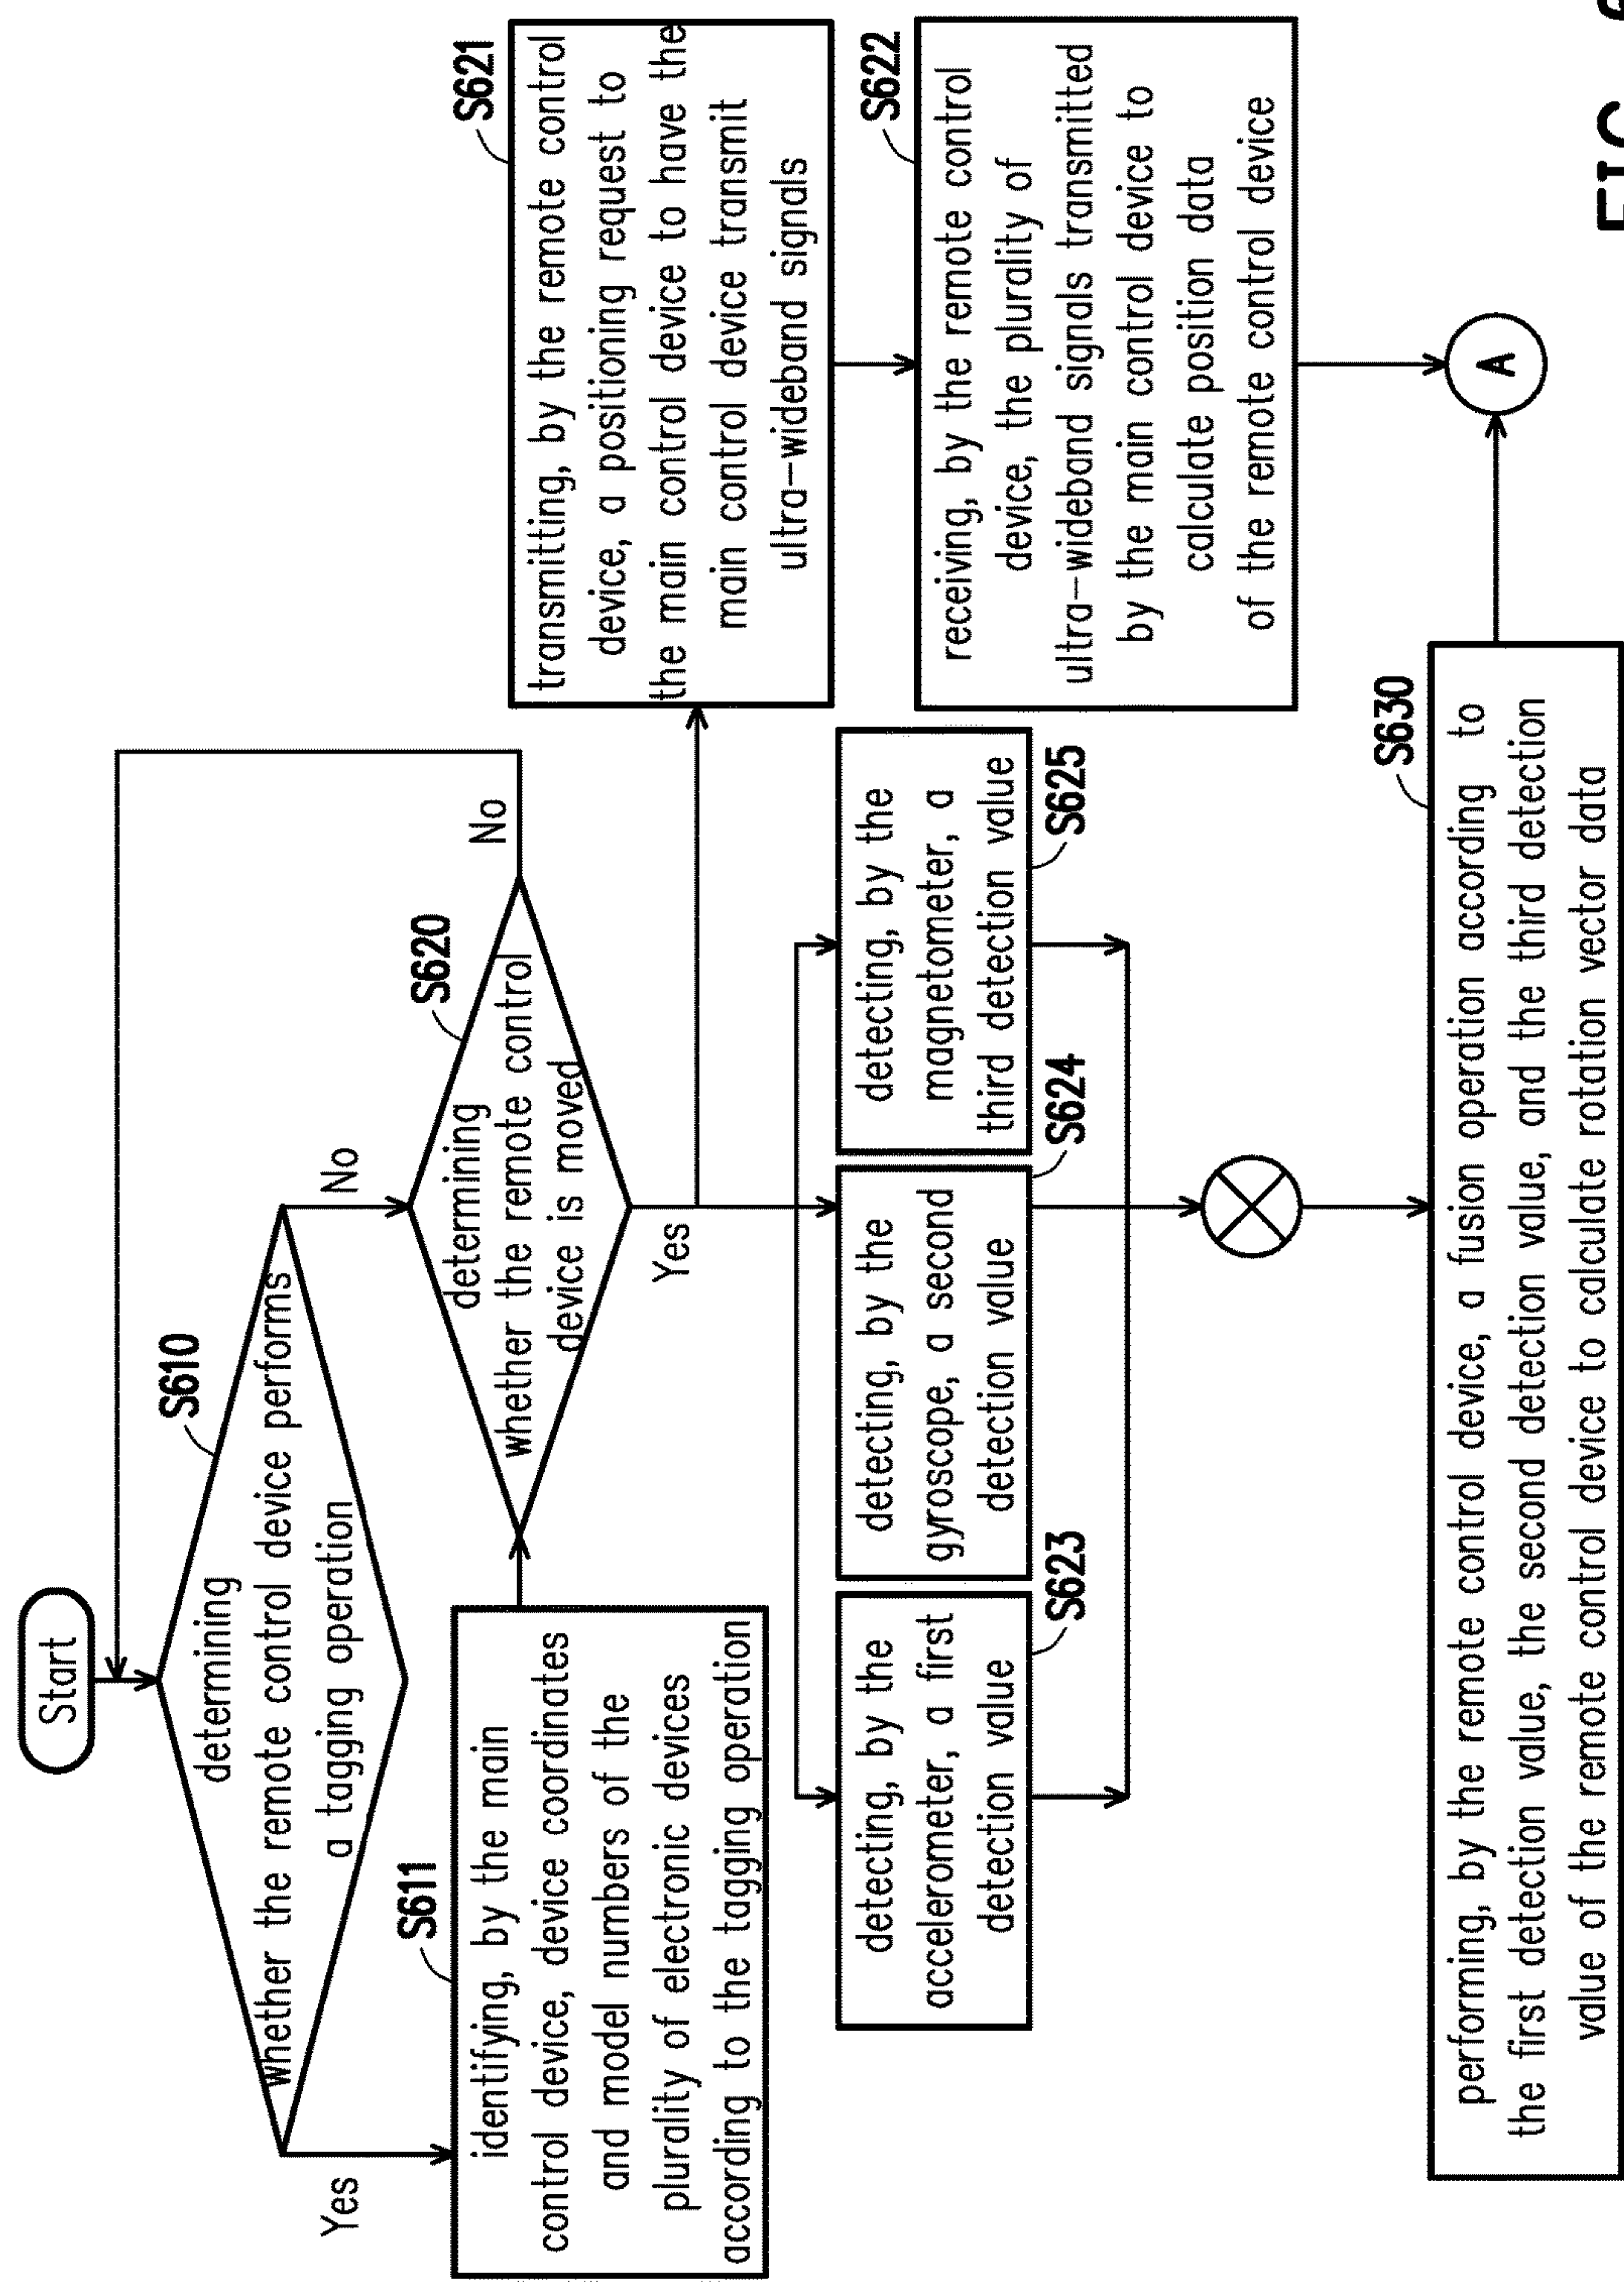 Start
S610
determining
whether the remote control device performs
a tagging operation
Yes
No
S611
identifying, by the main
control device, device coordinates
and model numbers of the
plurality of electronic devices
according to the tagging operation
S620
determining
whether the remote control
device is moved
No
Yes
S621
transmitting, by the remote control
device, a positioning request to
the main control device to have the
main control device transmit
ultra-wideband signals
S622
receiving, by the remote control
device, the plurality of
ultra-wideband signals transmitted
by the main control device to
calculate position data
of the remote control device
detecting, by the
accelerometer, a first
detection value
S623
detecting, by the
gyroscope, a second
detection value
S624
detecting, by the
magnetometer, a
third detection value
S625
S630
performing, by the remote control device, a fusion operation according to
the first detection value, the second detection value, and the third detection
value of the remote control device to calculate rotation vector data
A